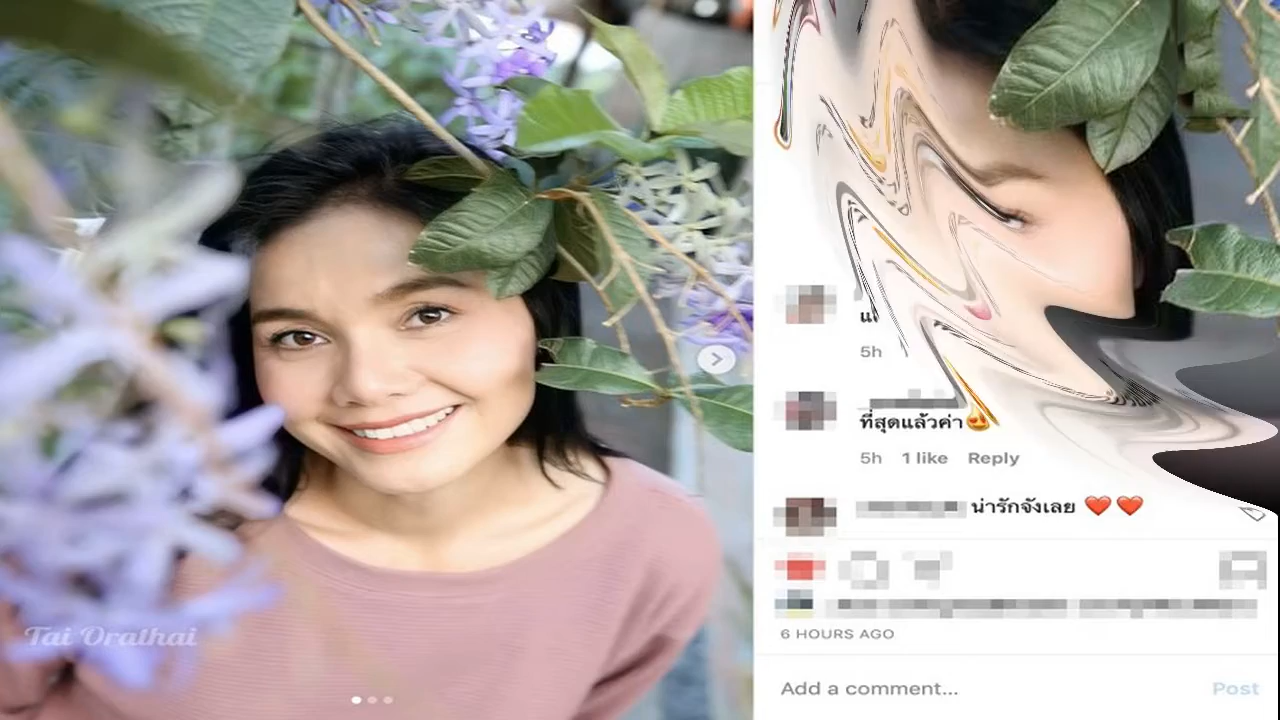 Tai Orathai
5h
ที่สุดแล้วค่า😍
5h 1 like Reply
น่ารักจังเลย ❤️❤️
6 HOURS AGO
Add a comment... Post